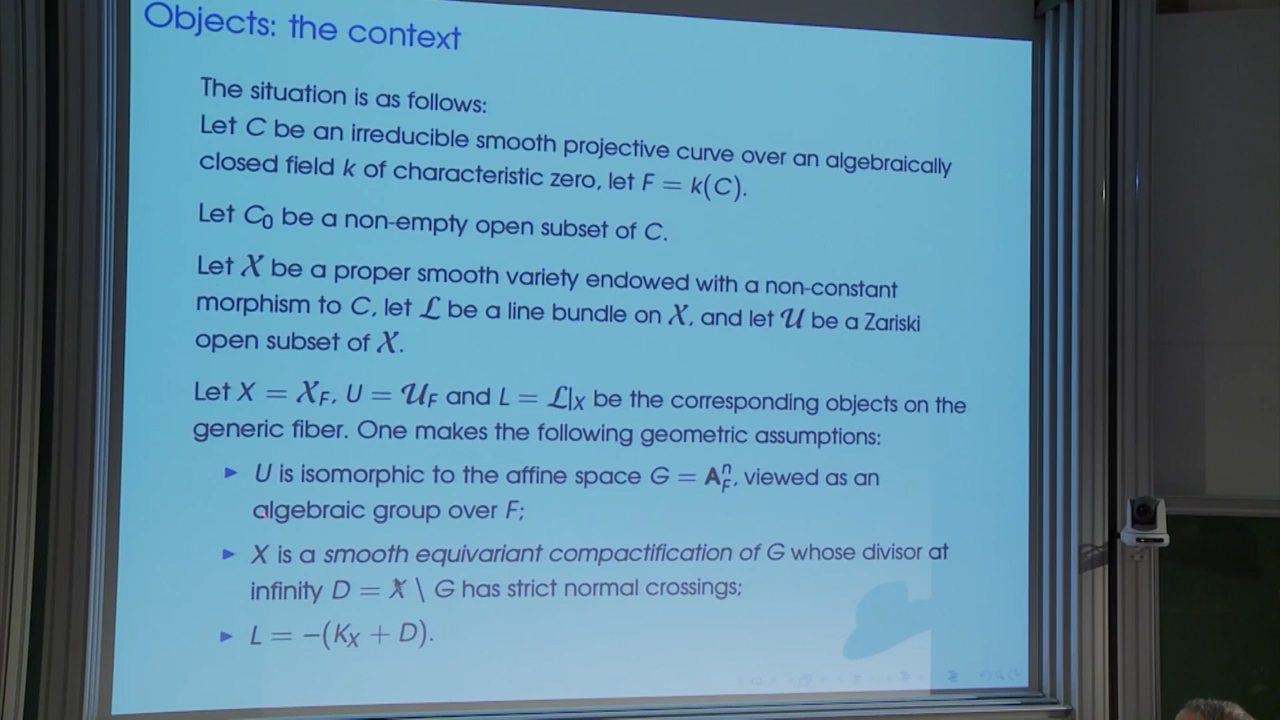 Objects: the context
The situation is as follows:
Let C be an irreducible smooth projective curve over an algebraically
closed field k of characteristic zero, let F = k(C).
Let C₀ be a non-empty open subset of C.
Let 𝒳 be a proper smooth variety endowed with a non-constant
morphism to C, let ℒ be a line bundle on 𝒳, and let 𝒰 be a Zariski
open subset of 𝒳.
Let X = 𝒳_F, U = 𝒰_F and L = ℒ|_X be the corresponding objects on the
generic fiber. One makes the following geometric assumptions:
▶ U is isomorphic to the affine space G = 𝐀ⁿ_F, viewed as an
algebraic group over F;
▶ X is a smooth equivariant compactification of G whose divisor at
infinity D = X \ G has strict normal crossings;
▶ L = −(K_X + D).